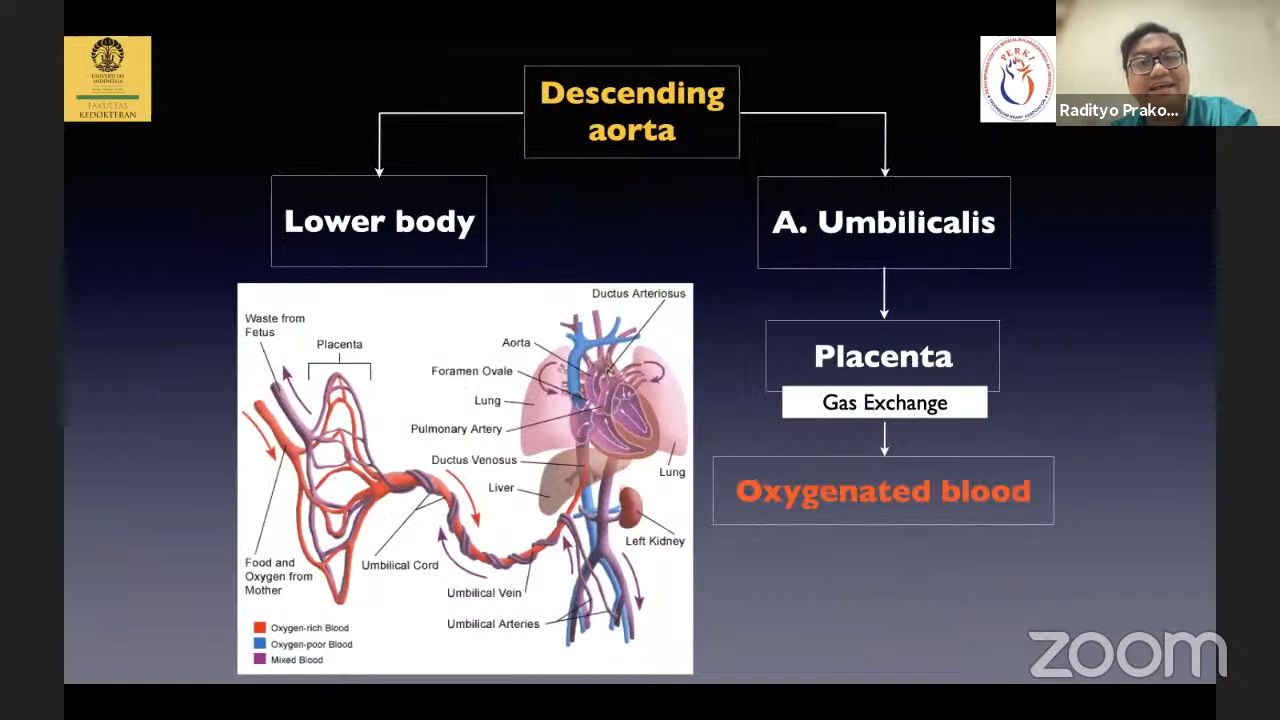 UNIVERSITAS
INDONESIA
FAKULTAS
KEDOKTERAN
Descending
aorta
PERKI
Radityo Prako...
Lower body
A. Umbilicalis
Placenta
Gas Exchange
Oxygenated blood
Ductus Arteriosus
Waste from
Fetus
Placenta
Aorta
Foramen Ovale
Lung
Pulmonary Artery
Ductus Venosus
Lung
Liver
Left Kidney
Food and
Oxygen from
Mother
Umbilical Cord
Umbilical Vein
Umbilical Arteries
Oxygen-rich Blood
Oxygen-poor Blood
Mixed Blood
zoom